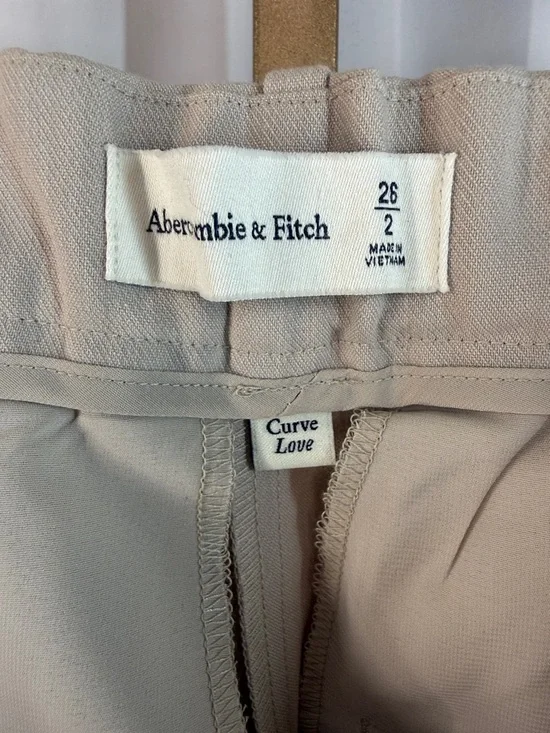 Abercrombie & Fitch
26
2
MADE IN
VIETNAM
Curve
Love